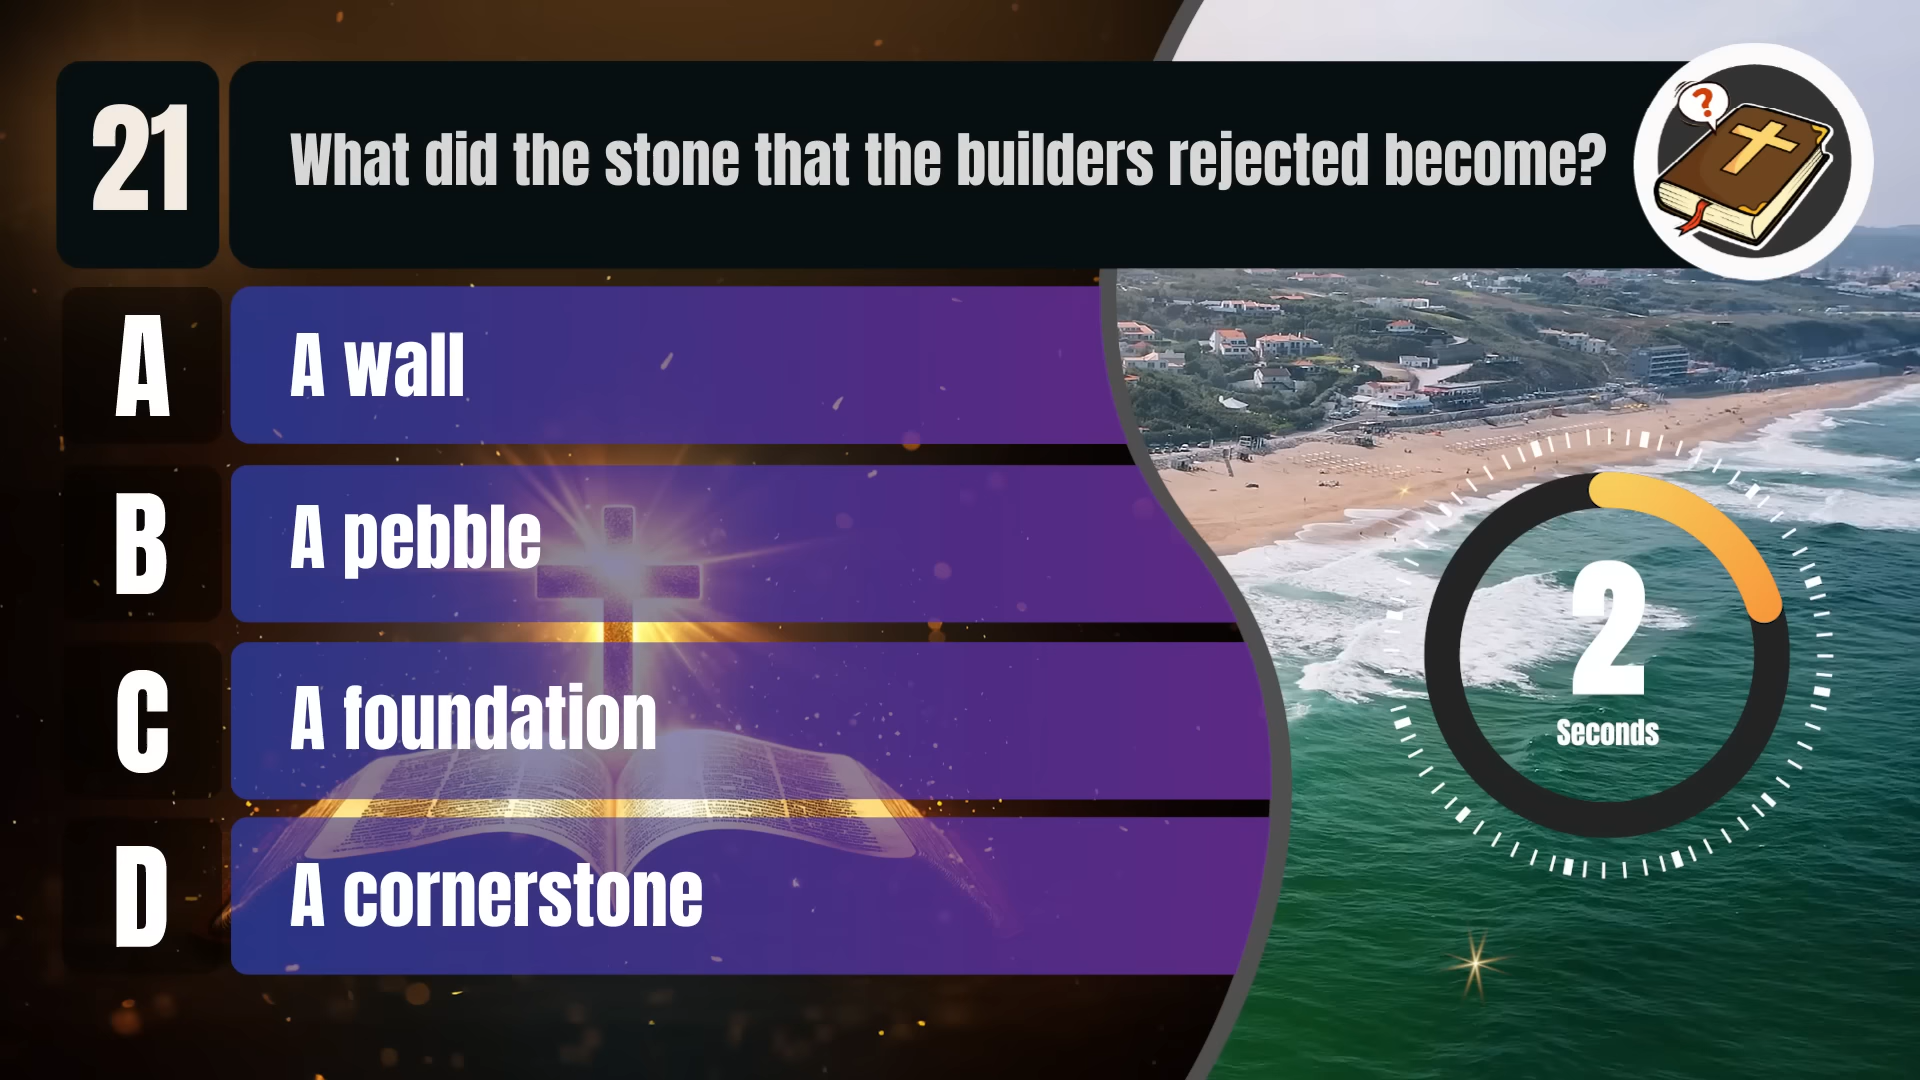 21
What did the stone that the builders rejected become?
?
A
A wall
B
A pebble
C
A foundation
D
A cornerstone
2
Seconds